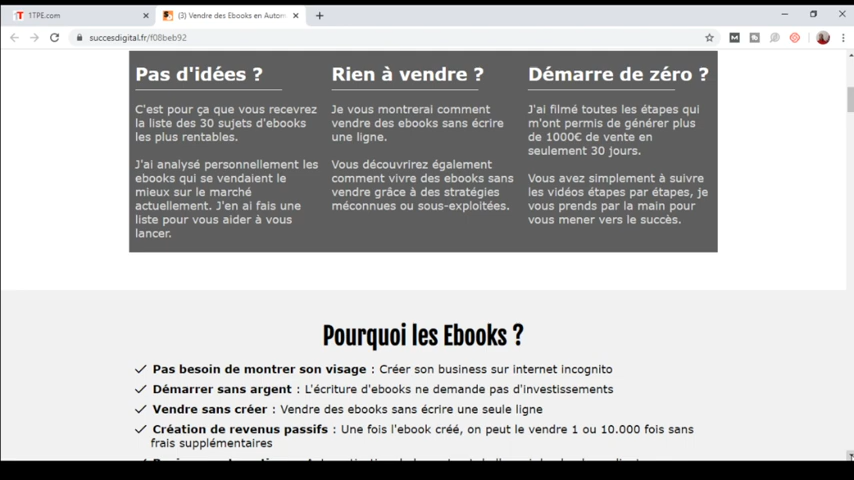 1TPE.com
(3) Vendre des Ebooks en Autom
succesdigital.fr/f08beb92
Pas d'idées ?
C'est pour ça que vous recevrez
la liste des 30 sujets d'ebooks
les plus rentables.
J'ai analysé personnellement les
ebooks qui se vendaient le
mieux sur le marché
actuellement. J'en ai fais une
liste pour vous aider à vous
lancer.
Rien à vendre ?
Je vous montrerai comment
vendre des ebooks sans écrire
une ligne.
Vous découvrirez également
comment vivre des ebooks sans
vendre grâce à des stratégies
méconnues ou sous-exploitées.
Démarre de zéro ?
J'ai filmé toutes les étapes qui
m'ont permis de générer plus
de 1000€ de vente en
seulement 30 jours.
Vous avez simplement à suivre
les vidéos étapes par étapes, je
vous prends par la main pour
vous mener vers le succès.
Pourquoi les Ebooks ?
Pas besoin de montrer son visage : Créer son business sur internet incognito
Démarrer sans argent : L'écriture d'ebooks ne demande pas d'investissements
Vendre sans créer : Vendre des ebooks sans écrire une seule ligne
Création de revenus passifs : Une fois l'ebook créé, on peut le vendre 1 ou 10.000 fois sans
frais supplémentaires